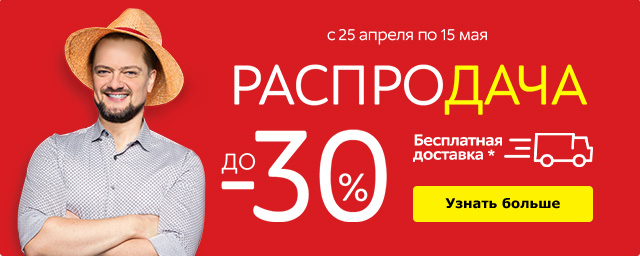 с 25 апреля по 15 мая
РАСПРОДАЧА
до
-30%
Бесплатная
доставка *
Узнать больше